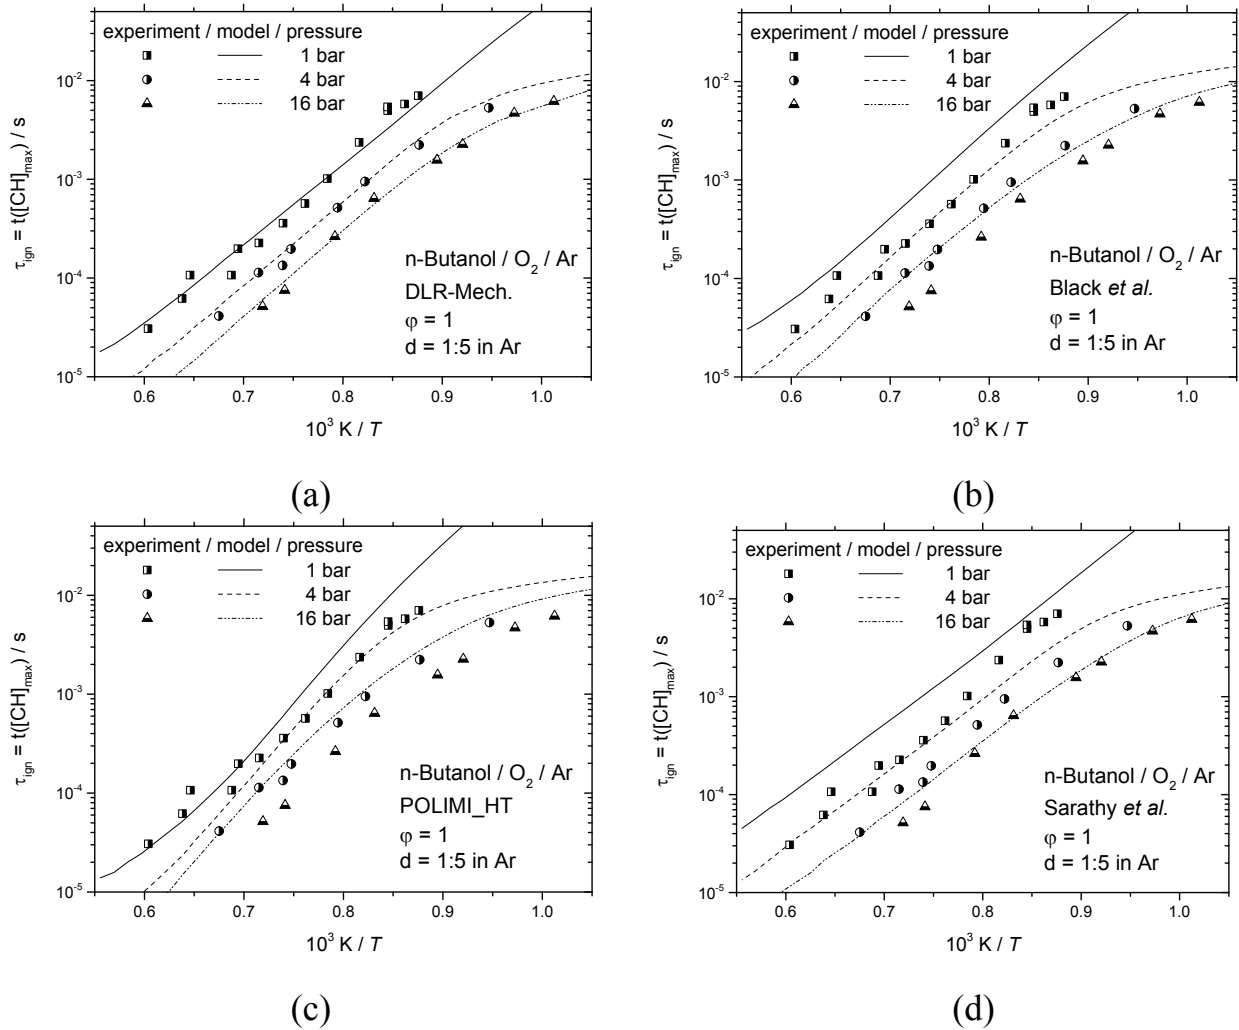 experiment / model / pressure
1 bar
4 bar
16 bar
10⁻²
10⁻³
10⁻⁴
10⁻⁵
τ_ign = t([CH]_max) / s
n-Butanol / O₂ / Ar
DLR-Mech.
φ = 1
d = 1:5 in Ar
0.6 0.7 0.8 0.9 1.0
10³ K / T
(a)
experiment / model / pressure
1 bar
4 bar
16 bar
10⁻²
10⁻³
10⁻⁴
10⁻⁵
τ_ign = t([CH]_max) / s
n-Butanol / O₂ / Ar
Black et al.
φ = 1
d = 1:5 in Ar
0.6 0.7 0.8 0.9 1.0
10³ K / T
(b)
experiment / model / pressure
1 bar
4 bar
16 bar
10⁻²
10⁻³
10⁻⁴
10⁻⁵
τ_ign = t([CH]_max) / s
n-Butanol / O₂ / Ar
POLIMI_HT
φ = 1
d = 1:5 in Ar
0.6 0.7 0.8 0.9 1.0
10³ K / T
(c)
experiment / model / pressure
1 bar
4 bar
16 bar
10⁻²
10⁻³
10⁻⁴
10⁻⁵
τ_ign = t([CH]_max) / s
n-Butanol / O₂ / Ar
Sarathy et al.
φ = 1
d = 1:5 in Ar
0.6 0.7 0.8 0.9 1.0
10³ K / T
(d)